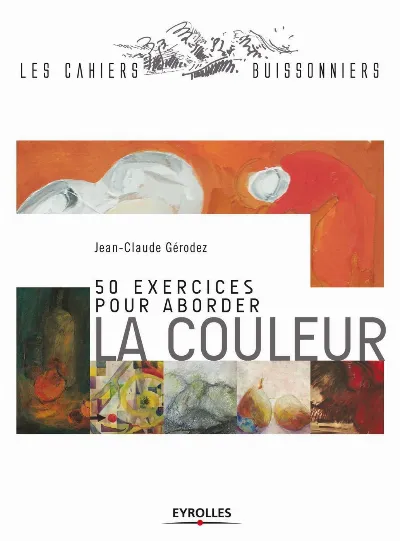 LES CAHIERS BUISSONNIERS
Jean-Claude Gérodez
50 EXERCICES
POUR ABORDER
LA COULEUR
EYROLLES